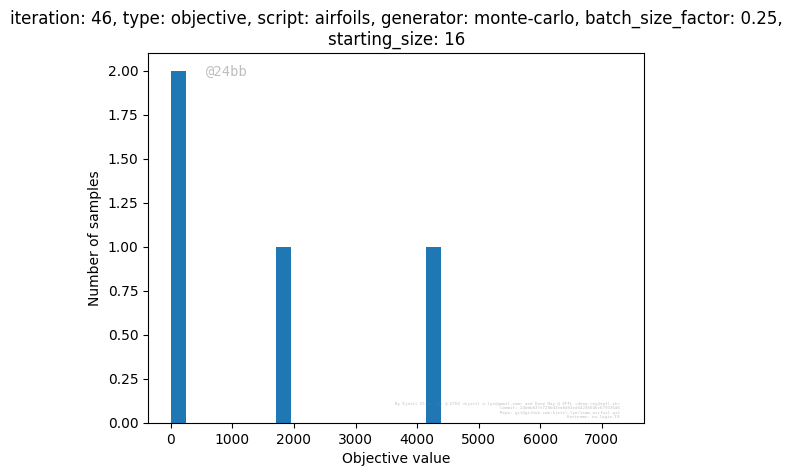 iteration: 46, type: objective, script: airfoils, generator: monte-carlo, batch_size_factor: 0.25,
starting_size: 16
@24bb
2.00
1.75
1.50
1.25
1.00
0.75
0.50
0.25
0.00
Number of samples
0 1000 2000 3000 4000 5000 6000 7000
Objective value